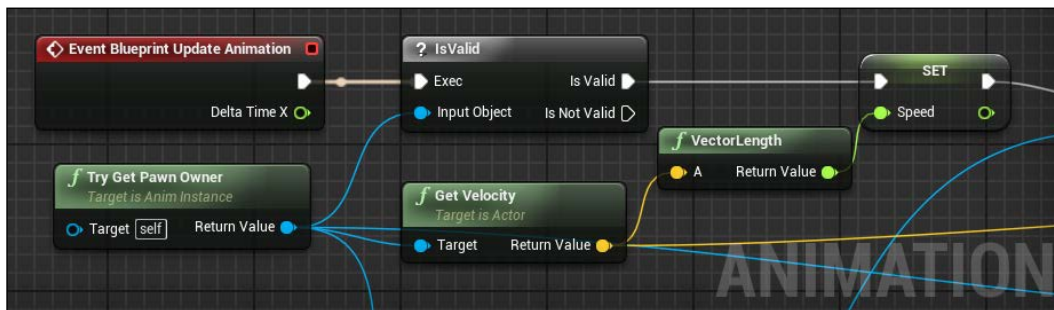 Event Blueprint Update Animation
Delta Time X
? IsValid
Exec
Is Valid
Input Object
Is Not Valid
SET
Speed
f VectorLength
A
Return Value
f Try Get Pawn Owner
Target is Anim Instance
Target self
Return Value
f Get Velocity
Target is Actor
Target
Return Value
ANIMATION